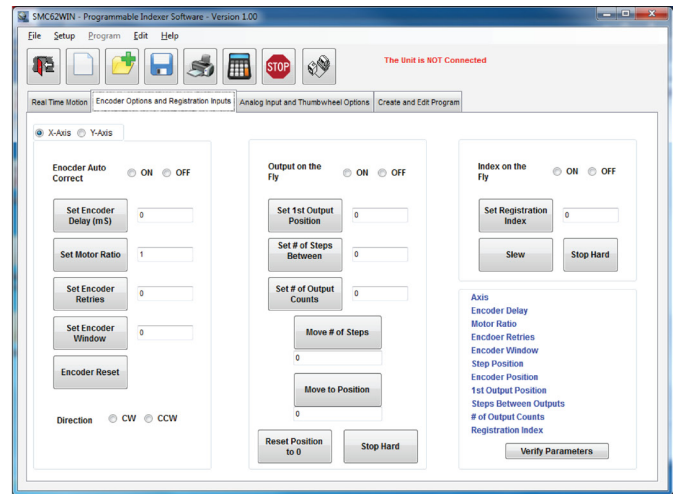 SMC62WIN - Programmable Indexer Software - Version 1.00
File Setup Program Edit Help
STOP
The Unit is NOT Connected
Real Time Motion
Encoder Options and Registration Inputs
Analog Input and Thumbwheel Options
Create and Edit Program
X-Axis Y-Axis
Enocder Auto
Correct
ON OFF
Set Encoder
Delay (mS)
0
Set Motor Ratio
1
Set Encoder
Retries
0
Set Encoder
Window
0
Encoder Reset
Direction CW CCW
Output on the
Fly
ON OFF
Set 1st Output
Position
0
Set # of Steps
Between
0
Set # of Output
Counts
0
Move # of Steps
0
Move to Position
0
Reset Position
to 0
Stop Hard
Index on the
Fly
ON OFF
Set Registration
Index
0
Slew
Stop Hard
Axis
Encoder Delay
Motor Ratio
Encdoer Retries
Encoder Window
Step Position
Encoder Position
1st Output Position
Steps Between Outputs
# of Output Counts
Registration Index
Verify Parameters